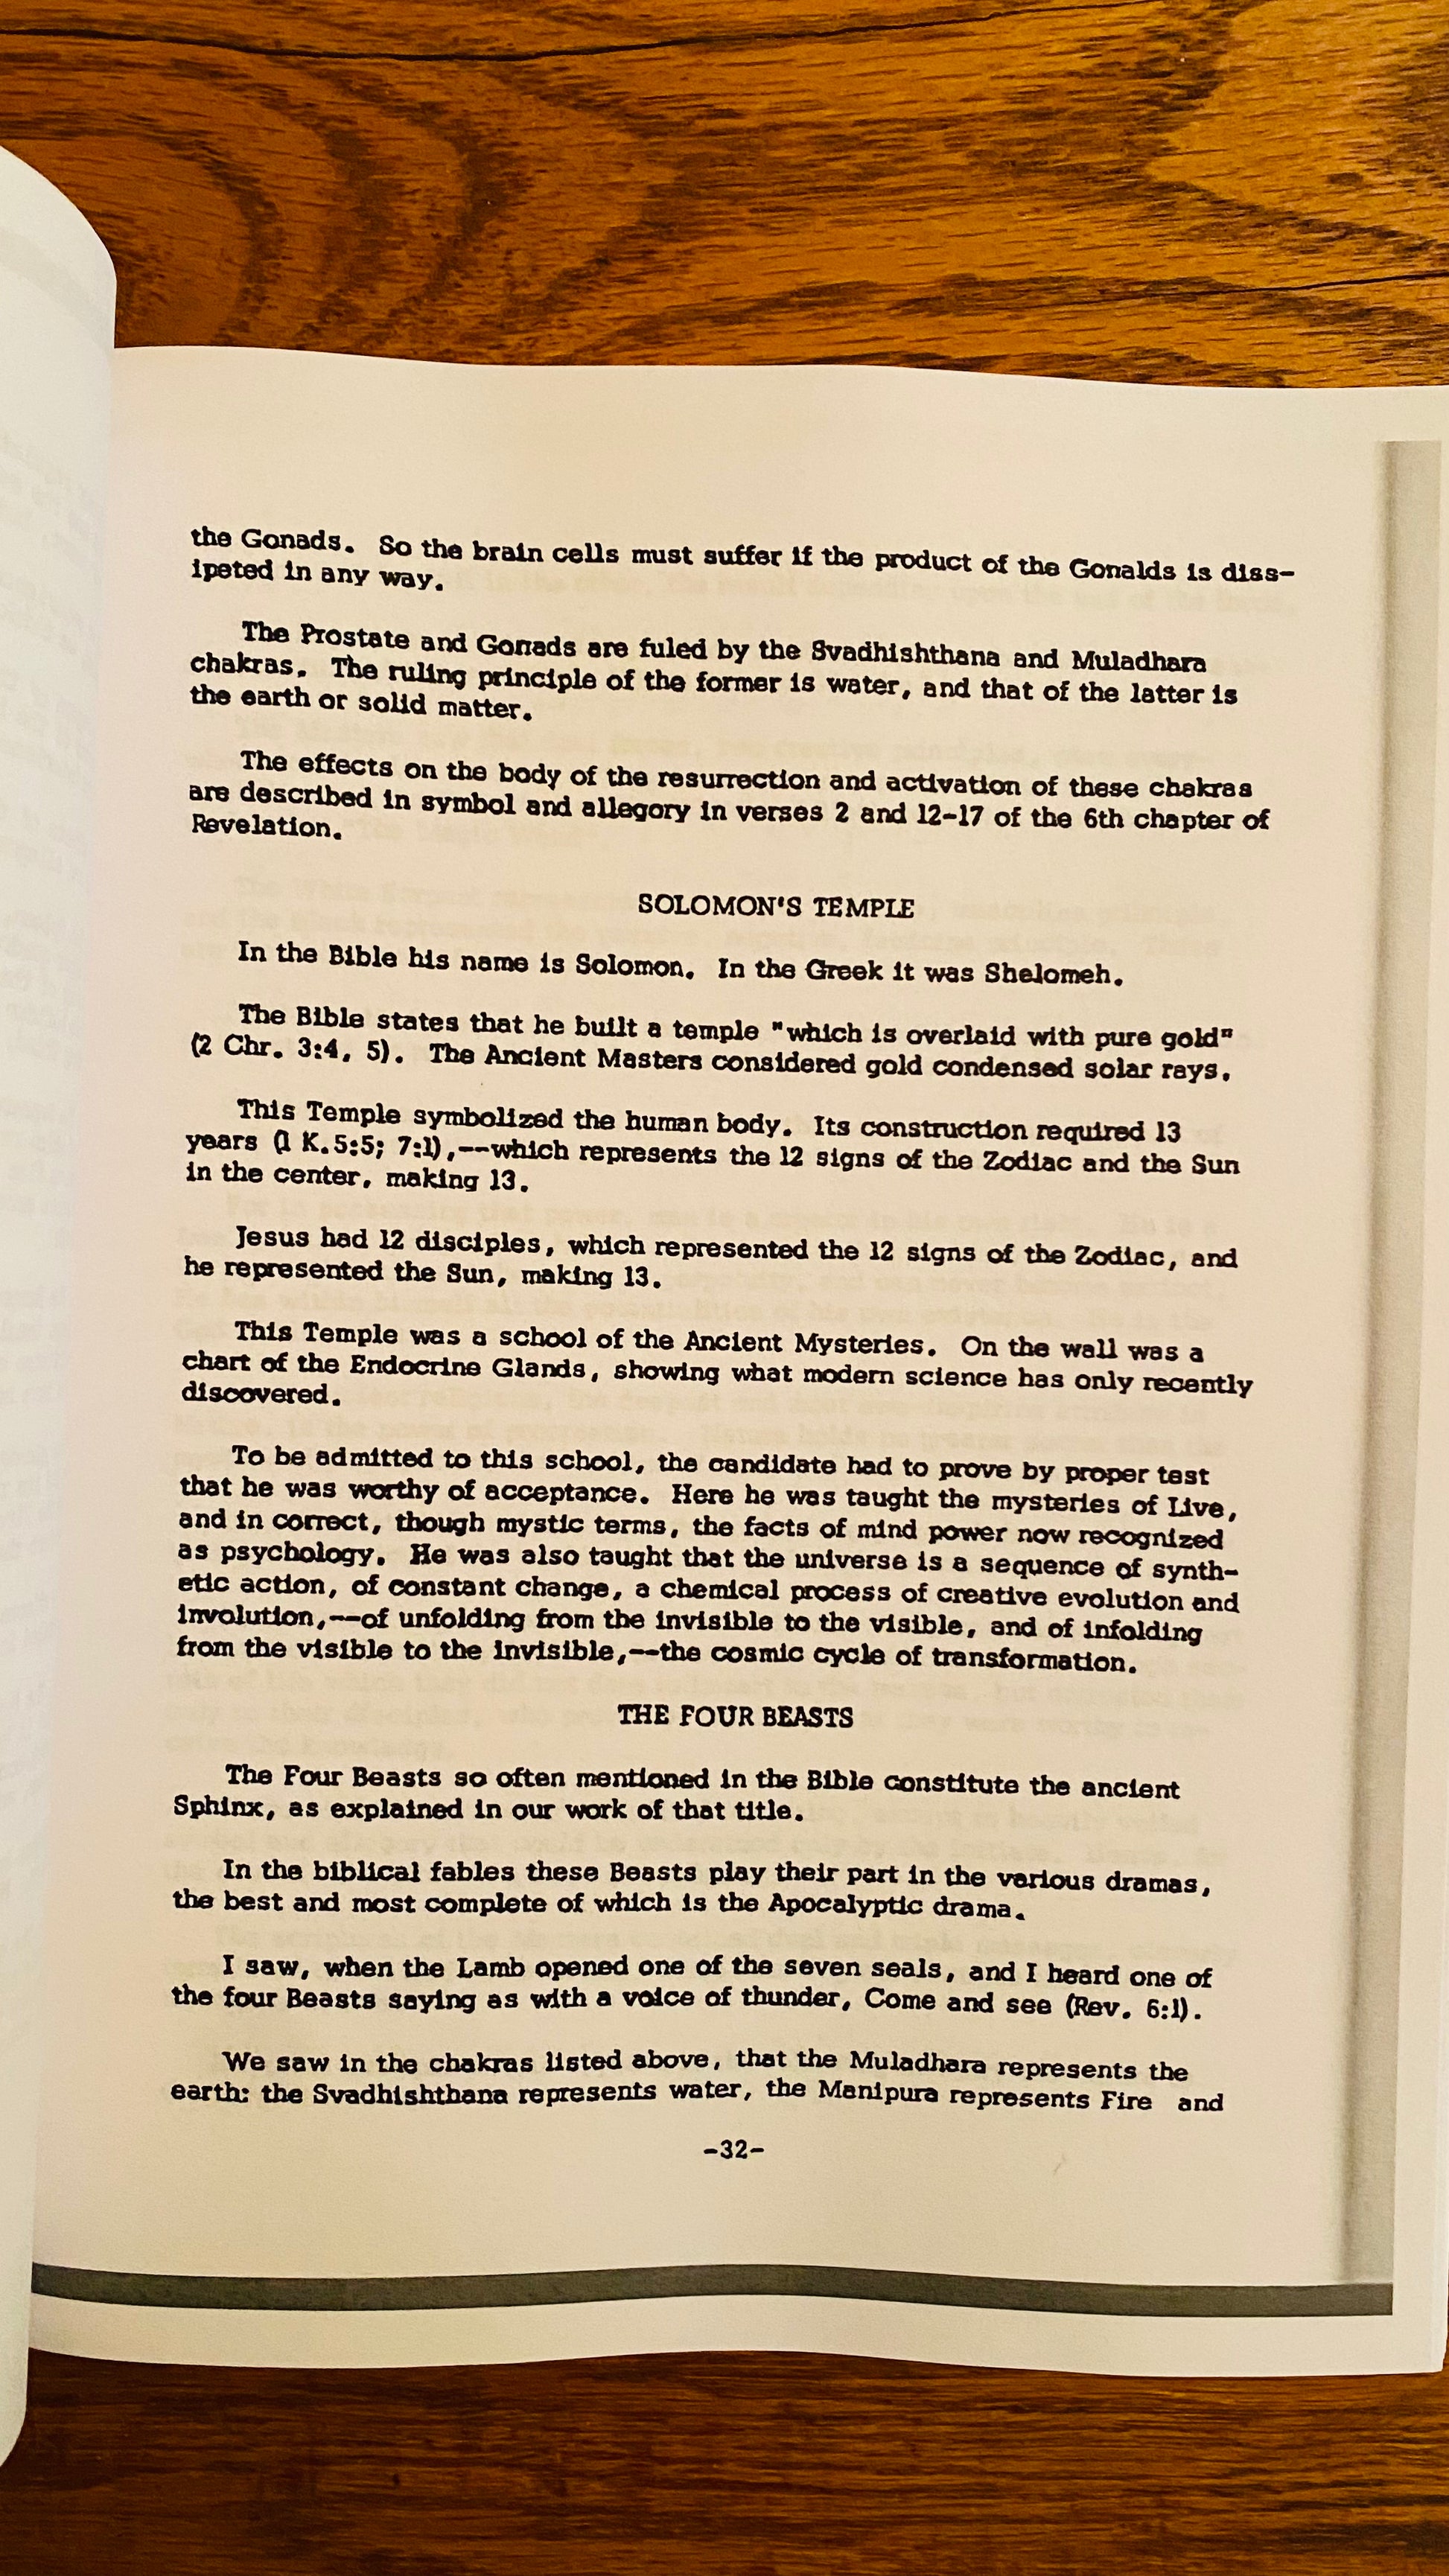 the Gonads. So the brain cells must suffer if the product of the Gonalds is diss-
ipeted in any way.
The Prostate and Gonads are fuled by the Svadhishthana and Muladhara
chakras. The ruling principle of the former is water, and that of the latter is
the earth or solid matter.
The effects on the body of the resurrection and activation of these chakras
are described in symbol and allegory in verses 2 and 12-17 of the 6th chapter of
Revelation.
SOLOMON'S TEMPLE
In the Bible his name is Solomon. In the Greek it was Shelomeh.
The Bible states that he built a temple "which is overlaid with pure gold"
(2 Chr. 3:4, 5). The Ancient Masters considered gold condensed solar rays.
This Temple symbolized the human body. Its construction required 13
years (1 K.5:5; 7:1),--which represents the 12 signs of the Zodiac and the Sun
in the center, making 13.
Jesus had 12 disciples, which represented the 12 signs of the Zodiac, and
he represented the Sun, making 13.
This Temple was a school of the Ancient Mysteries. On the wall was a
chart of the Endocrine Glands, showing what modern science has only recently
discovered.
To be admitted to this school, the candidate had to prove by proper test
that he was worthy of acceptance. Here he was taught the mysteries of Live,
and in correct, though mystic terms, the facts of mind power now recognized
as psychology. He was also taught that the universe is a sequence of synth-
etic action, of constant change, a chemical process of creative evolution and
involution,--of unfolding from the invisible to the visible, and of infolding
from the visible to the invisible,--the cosmic cycle of transformation.
THE FOUR BEASTS
The Four Beasts so often mentioned in the Bible constitute the ancient
Sphinx, as explained in our work of that title.
In the biblical fables these Beasts play their part in the various dramas,
the best and most complete of which is the Apocalyptic drama.
I saw, when the Lamb opened one of the seven seals, and I heard one of
the four Beasts saying as with a voice of thunder, Come and see (Rev. 6:1).
We saw in the chakras listed above, that the Muladhara represents the
earth: the Svadhishthana represents water, the Manipura represents Fire and
-32-